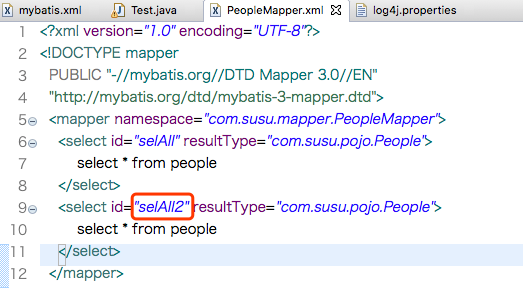 mybatis.xml Test.java PeopleMapper.xml log4j.properties
1 <?xml version="1.0" encoding="UTF-8"?>
2 <!DOCTYPE mapper
3 PUBLIC "-//mybatis.org//DTD Mapper 3.0//EN"
4 "http://mybatis.org/dtd/mybatis-3-mapper.dtd">
5 <mapper namespace="com.susu.mapper.PeopleMapper">
6 <select id="selAll" resultType="com.susu.pojo.People">
7 select * from people
8 </select>
9 <select id="selAll2" resultType="com.susu.pojo.People">
10 select * from people
11 </select>
12 </mapper>